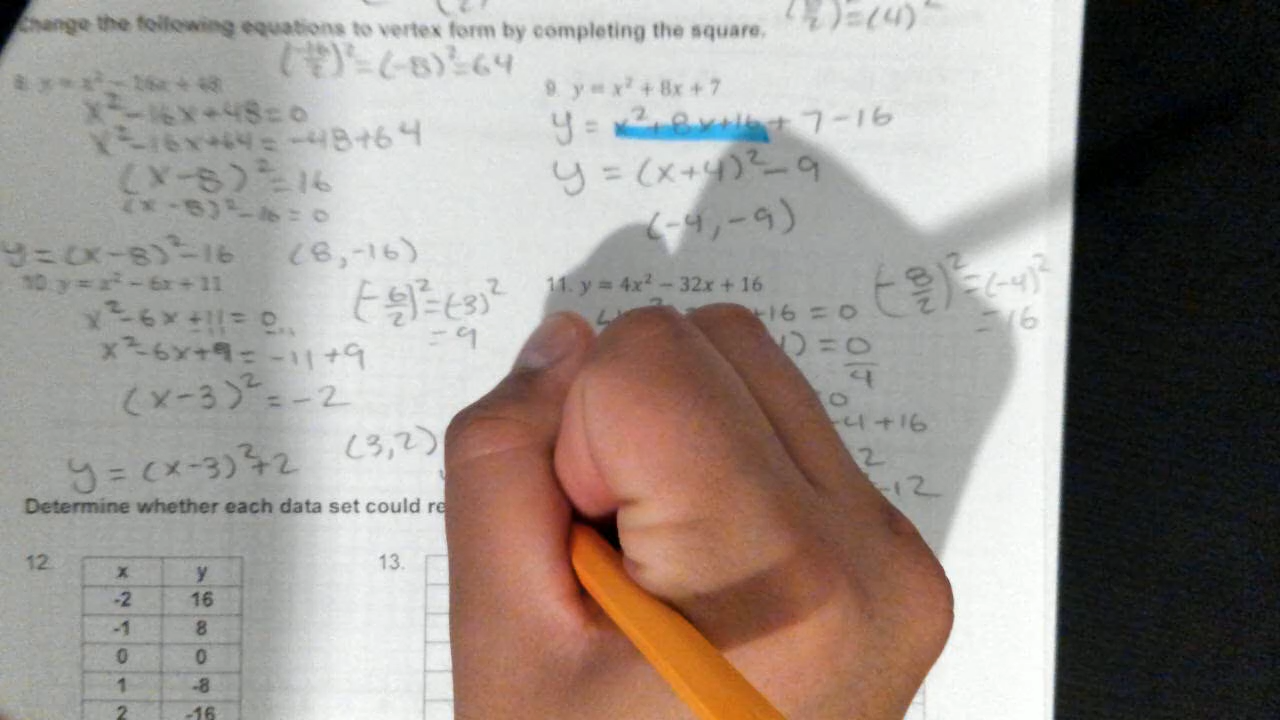 Change the following equations to vertex form by completing the square.
(-16/2)² = (-8)² = 64
8. y = x² - 16x + 48
x² - 16x + 48 = 0
x² - 16x + 64 = -48 + 64
(x - 8)² = 16
(x - 8)² - 16 = 0
y = (x - 8)² - 16 (8, -16)
9. y = x² + 8x + 7
y = x² + 8x + 16 + 7 - 16
y = (x + 4)² - 9
(-4, -9)
10. y = x² - 6x + 11
(-6/2)² = (-3)²
= 9
x² - 6x + 11 = 0
x² - 6x + 9 = -11 + 9
(x - 3)² = -2
y = (x - 3)² + 2 (3, 2)
11. y = 4x² - 32x + 16
(-8/2)² = (-4)²
= 16
+16 = 0
) = 0/4
0
+ 16
2
-12
Determine whether each data set could re
12.
x y
-2 16
-1 8
0 0
1 -8
2 -16
13.